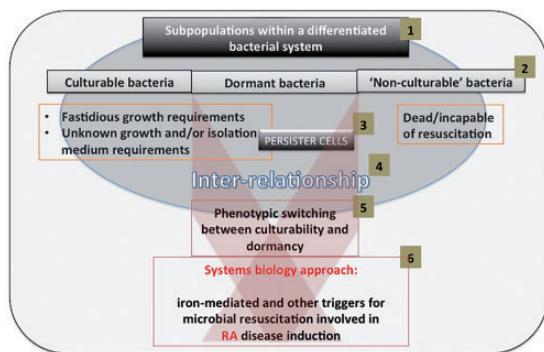 Subpopulations within a differentiated
bacterial system
1
Culturable bacteria
Dormant bacteria
‘Non-culturable’ bacteria
2
• Fastidious growth requirements
• Unknown growth and/or isolation
medium requirements
PERSISTER CELLS
3
Dead/incapable
of resuscitation
4
Inter-relationship
5
Phenotypic switching
between culturability and
dormancy
6
Systems biology approach:
iron-mediated and other triggers for
microbial resuscitation involved in
RA disease induction